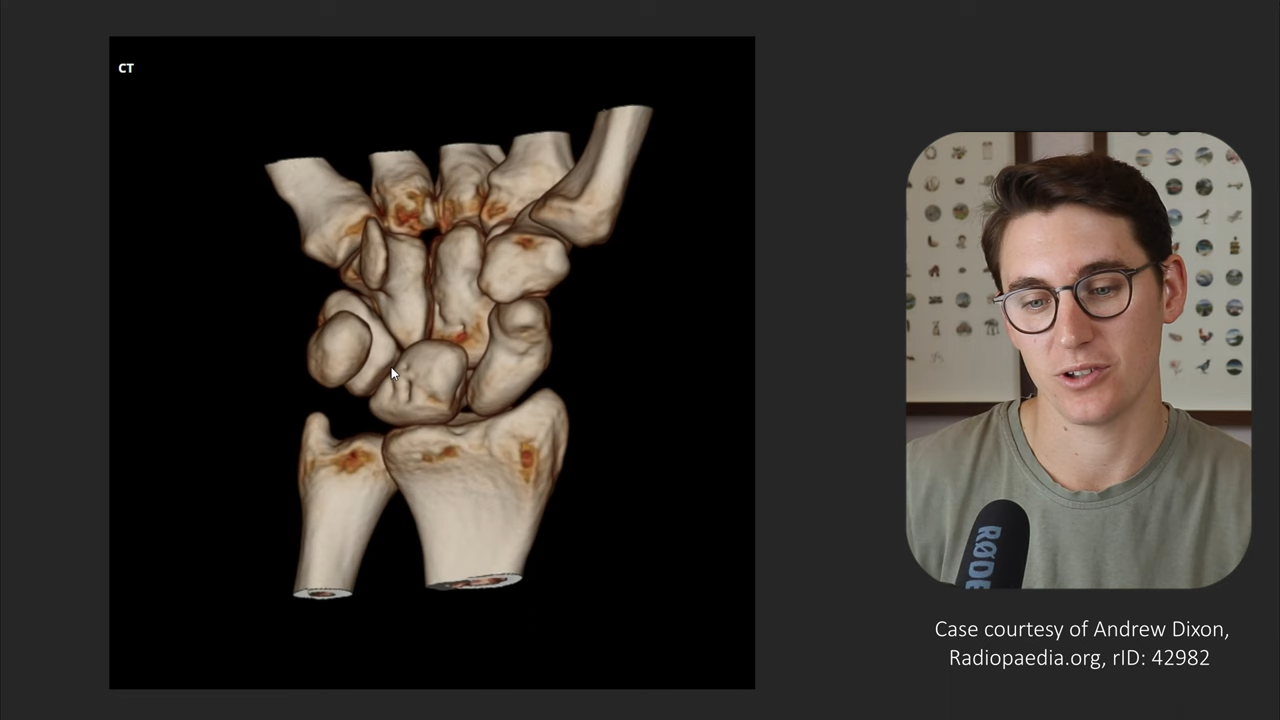 CT
RØDE
Case courtesy of Andrew Dixon,
Radiopaedia.org, rID: 42982